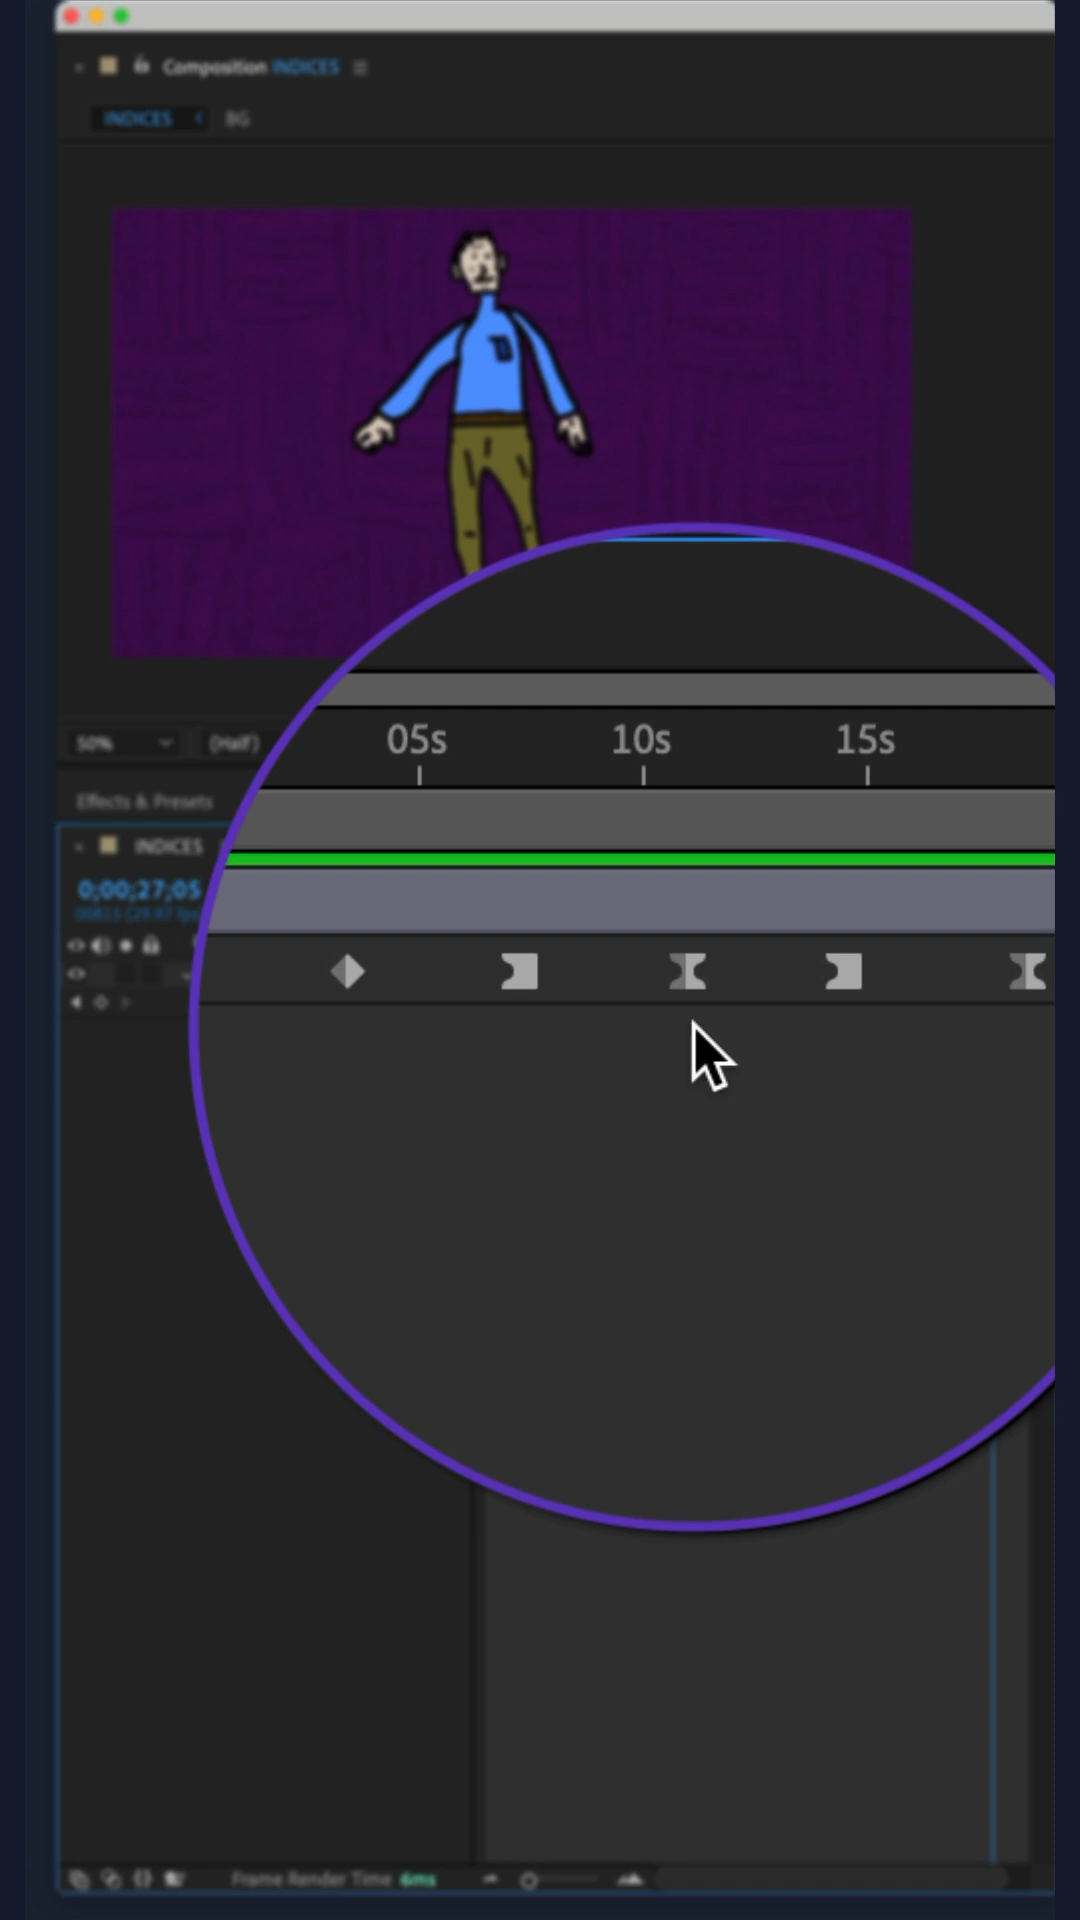 Composition INDICES
INDICES BG
50% (Half)
05s 10s 15s
Effects & Presets
INDICES
0;00;27;05
Frame Render Time 6ms